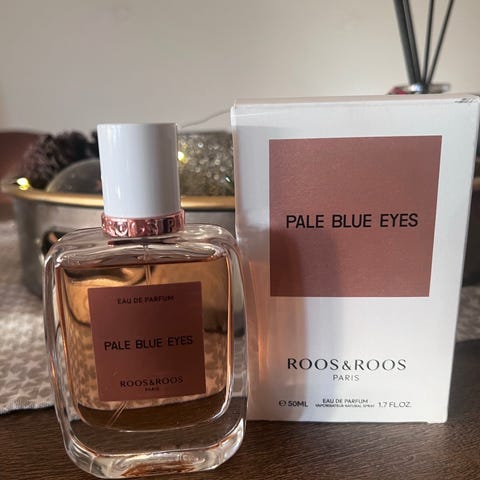 EAU DE PARFUM
PALE BLUE EYES
ROOS&ROOS
PARIS
PALE BLUE EYES
ROOS&ROOS
PARIS
℮ 50ML EAU DE PARFUM
VAPORISATEUR NATURAL SPRAY 1.7 FL.OZ.